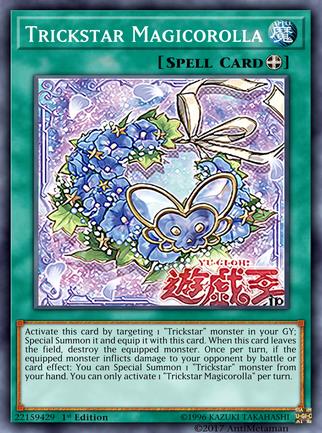 TRICKSTAR MAGICOROLLA
魔
[SPELL CARD]
YU-GI-OH!
遊戯王
Activate this card by targeting 1 "Trickstar" monster in your GY;
Special Summon it and equip it with this card. When this card leaves
the field, destroy the equipped monster. Once per turn, if the
equipped monster inflicts damage to your opponent by battle or
card effect: You can Special Summon 1 "Trickstar" monster
from your hand. You can only activate 1 "Trickstar Magicorolla" per turn.
22159429
1st Edition
©1996 KAZUKI TAKAHASHI
©2017 AntiMetaman